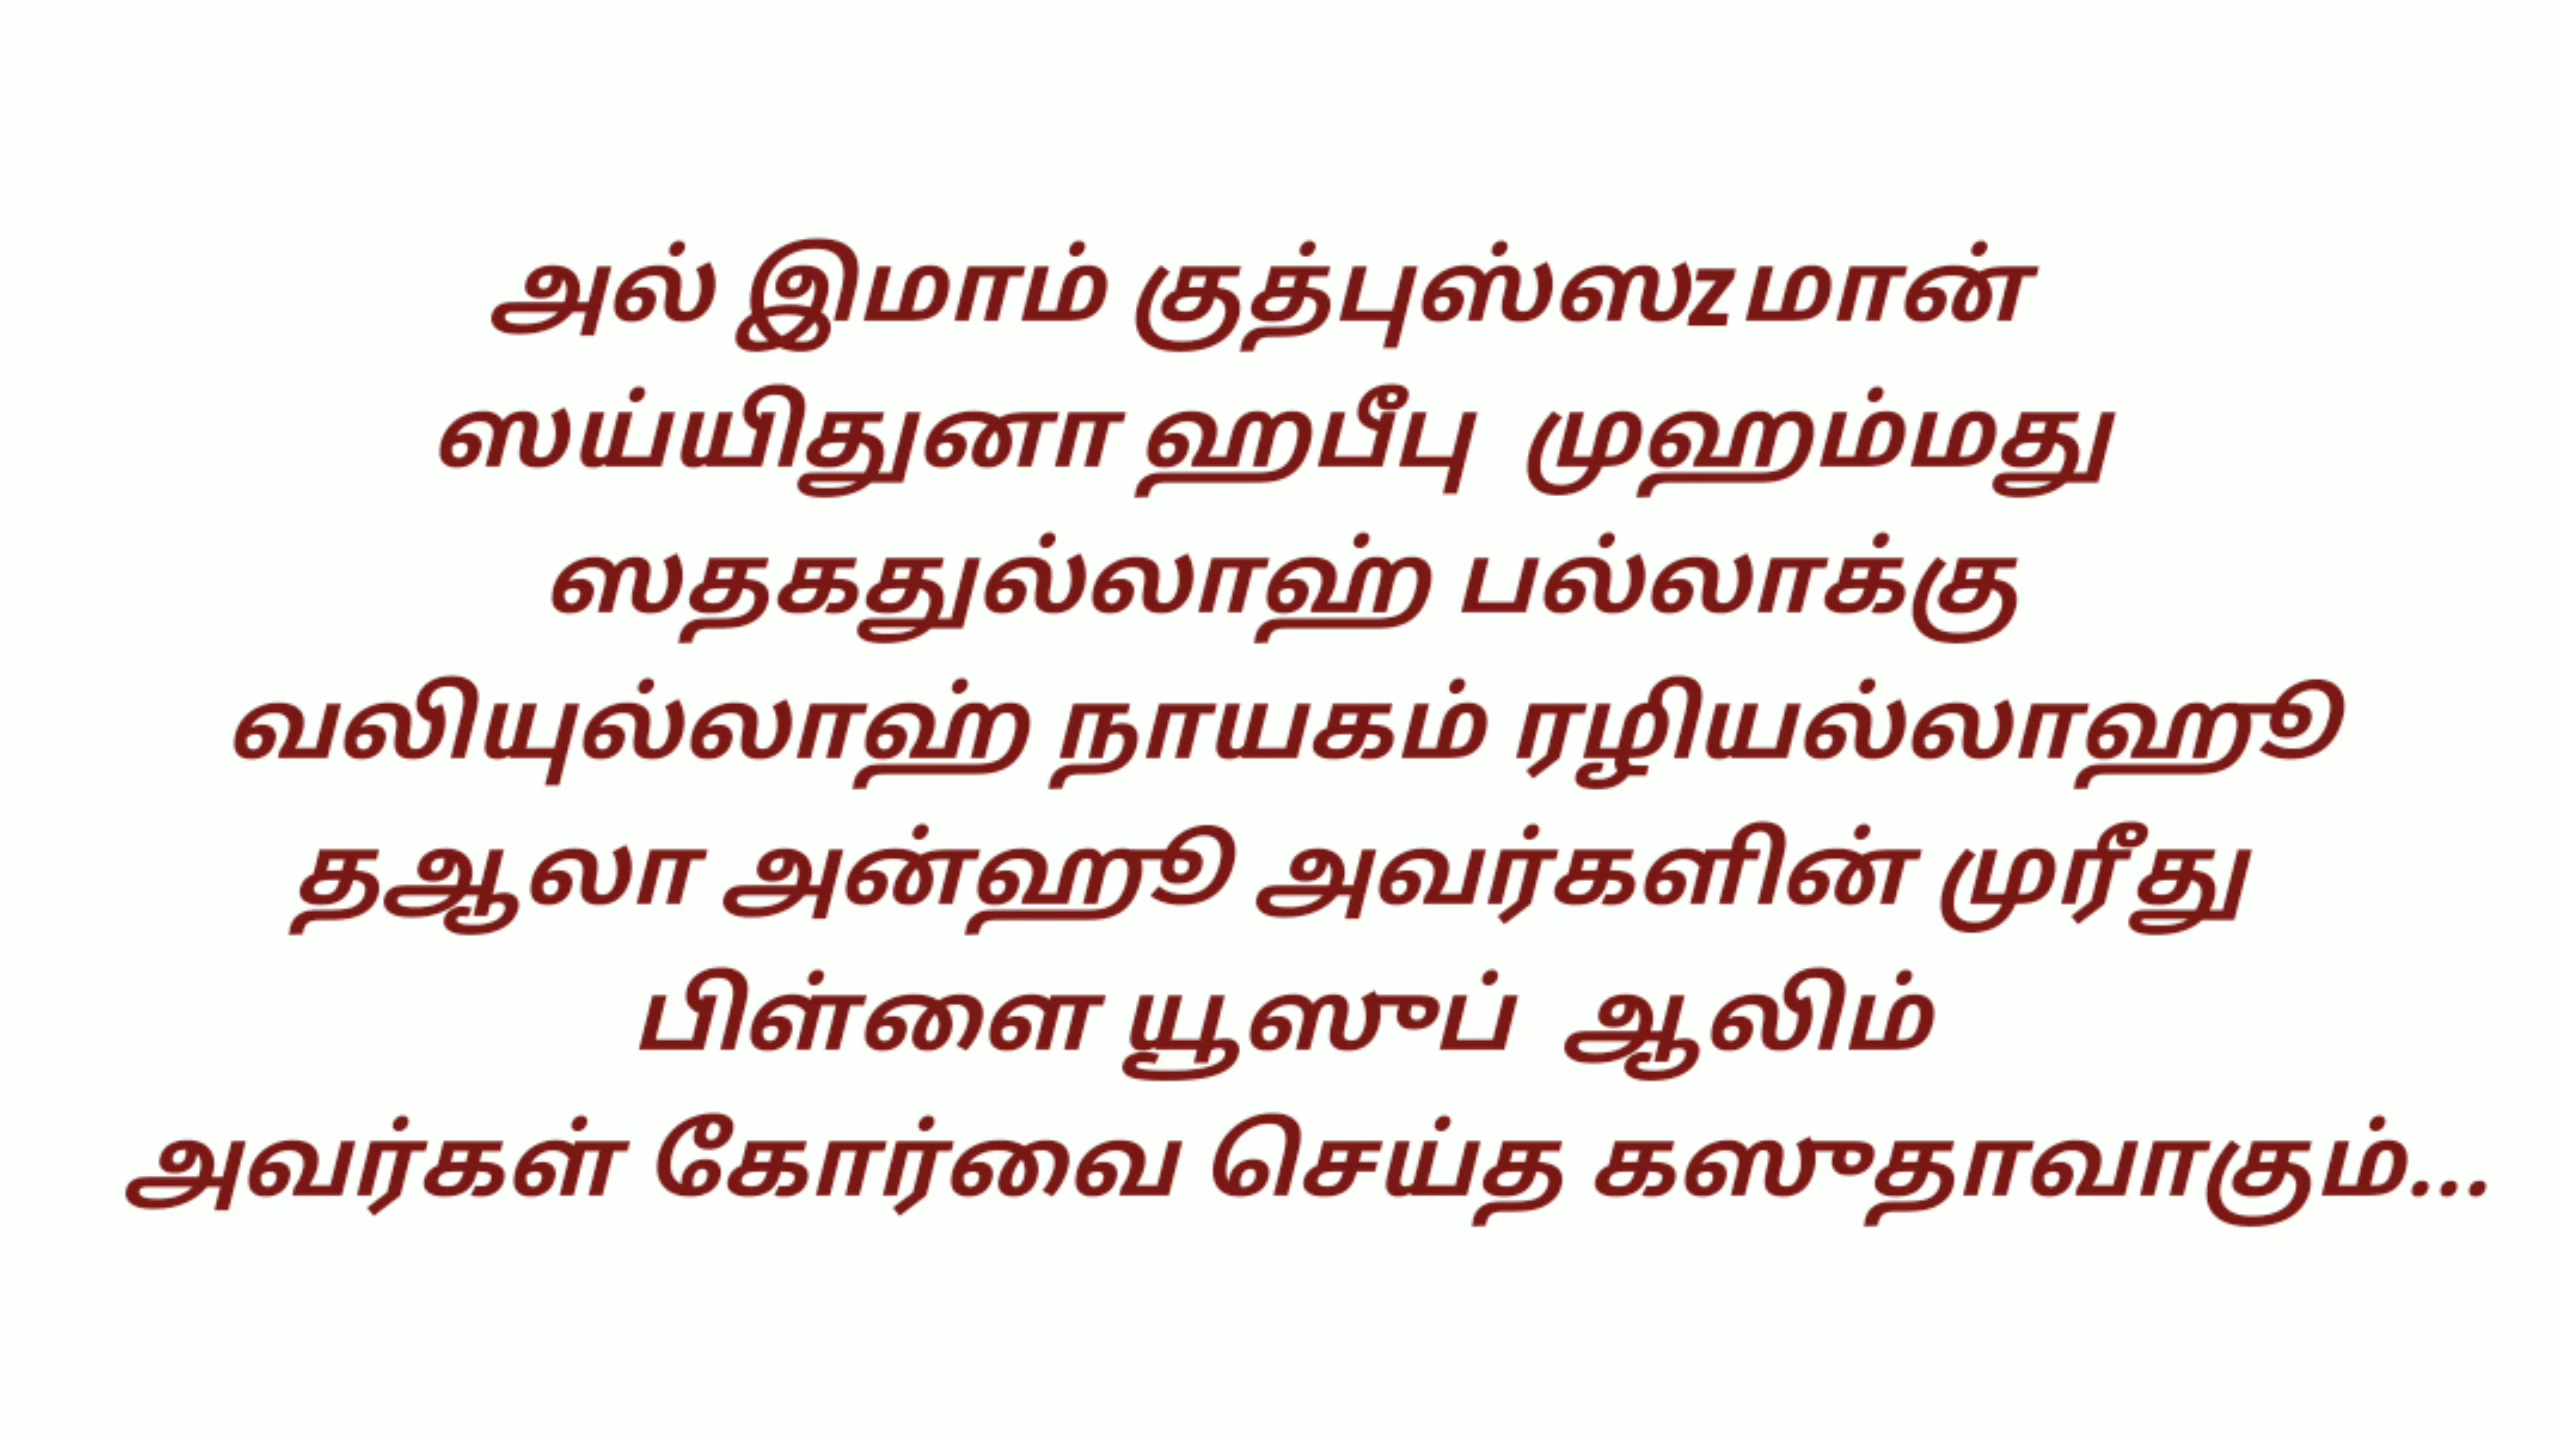 அல் இமாம் குத்புஸ்ஸzமான்
ஸய்யிதுனா ஹபீபு முஹம்மது
ஸதகதுல்லாஹ் பல்லாக்கு
வலியுல்லாஹ் நாயகம் ரழியல்லாஹூ
தஆலா அன்ஹூ அவர்களின் முரீது
பிள்ளை யூஸுப் ஆலிம்
அவர்கள் கோர்வை செய்த கஸுதாவாகும்...